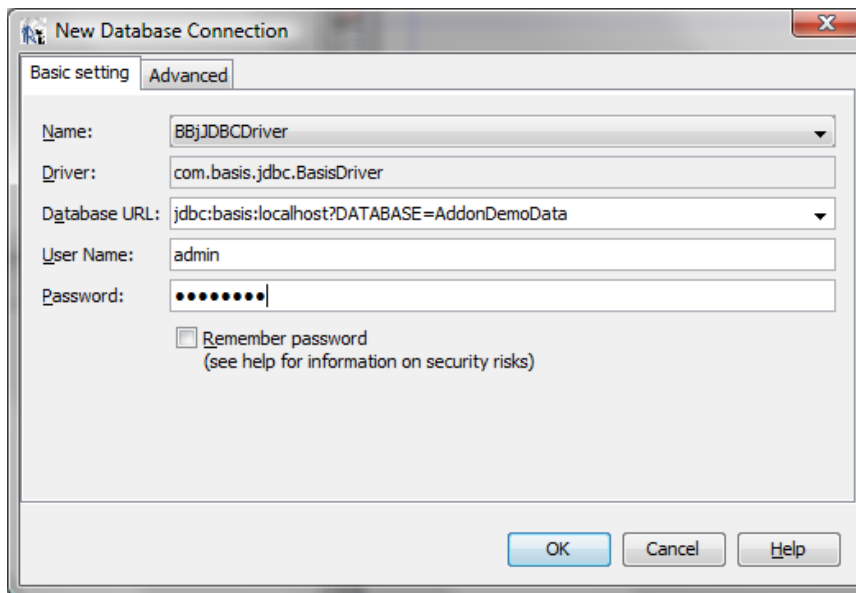 New Database Connection
Basic setting
Advanced
Name: BBjJDBCDriver
Driver: com.basis.jdbc.BasisDriver
Database URL: jdbc:basis:localhost?DATABASE=AddonDemoData
User Name: admin
Password: ••••••••
Remember password
(see help for information on security risks)
OK Cancel Help